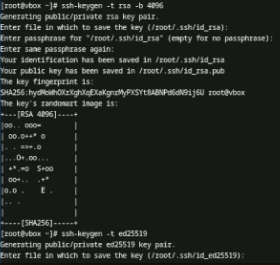 [root@vbox ~]# ssh-keygen -t rsa -b 4096
Generating public/private rsa key pair.
Enter file in which to save the key (/root/.ssh/id_rsa):
Enter passphrase for "/root/.ssh/id_rsa" (empty for no passphrase):
Enter same passphrase again:
Your identification has been saved in /root/.ssh/id_rsa
Your public key has been saved in /root/.ssh/id_rsa.pub
The key fingerprint is:
root@vbox
The key's randomart image is:
+---[RSA 4096]----+
|oo.. ooo= |
| oo.o++* o |
|. . ==+.o |
|...O+.oo... |
| +*.=o S+oo |
| oo+.. .+* |
|o.o . E . |
|.. . |
| |
+----[SHA256]-----+
[root@vbox ~]# ssh-keygen -t ed25519
Generating public/private ed25519 key pair.
Enter file in which to save the key (/root/.ssh/id_ed25519):